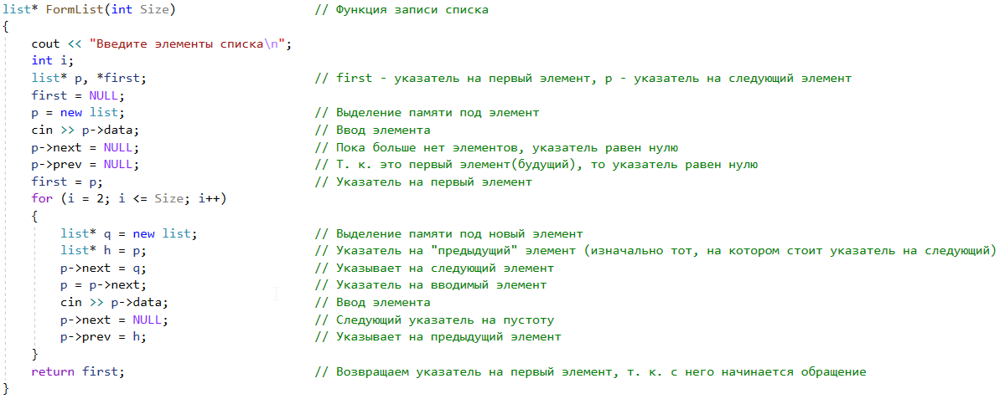 list* FormList(int Size) // Функция записи списка
{
cout << "Введите элементы списка\n";
int i;
list* p, *first; // first - указатель на первый элемент, p - указатель на следующий элемент
first = NULL;
p = new list; // Выделение памяти под элемент
cin >> p->data; // Ввод элемента
p->next = NULL; // Пока больше нет элементов, указатель равен нулю
p->prev = NULL; // Т. к. это первый элемент(будущий), то указатель равен нулю
first = p; // Указатель на первый элемент
for (i = 2; i <= Size; i++)
{
list* q = new list; // Выделение памяти под новый элемент
list* h = p; // Указатель на "предыдущий" элемент (изначально тот, на котором стоит указатель на следующий)
p->next = q; // Указывает на следующий элемент
p = p->next; // Указатель на вводимый элемент
cin >> p->data; // Ввод элемента
p->next = NULL; // Следующий указатель на пустоту
p->prev = h; // Указывает на предыдущий элемент
}
return first; // Возвращаем указатель на первый элемент, т. к. с него начинается обращение
}